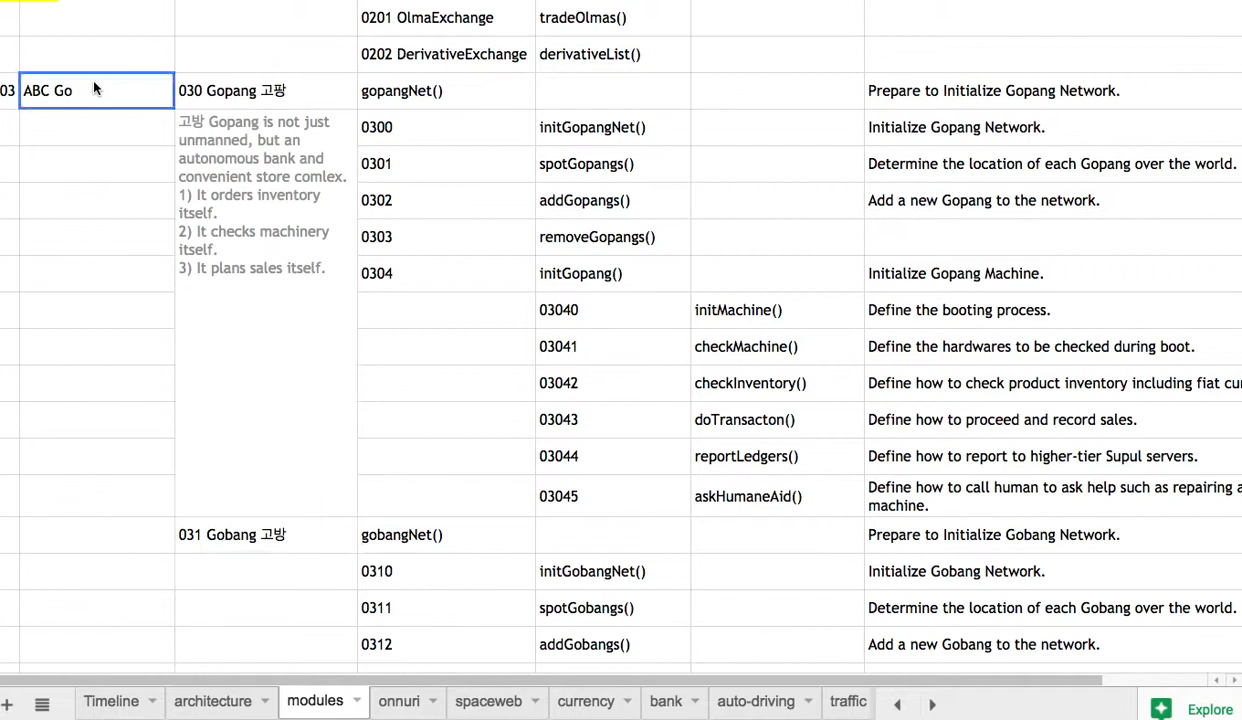 0201 OlmaExchange tradeOlmas()
0202 DerivativeExchange derivativeList()
03 ABC Go 030 Gopang 고팡 gopangNet() Prepare to Initialize Gopang Network.
고방 Gopang is not just
unmanned, but an
autonomous bank and
convenient store comlex.
1) It orders inventory
itself.
2) It checks machinery
itself.
3) It plans sales itself.
0300 initGopangNet() Initialize Gopang Network.
0301 spotGopangs() Determine the location of each Gopang over the world.
0302 addGopangs() Add a new Gopang to the network.
0303 removeGopangs()
0304 initGopang() Initialize Gopang Machine.
03040 initMachine() Define the booting process.
03041 checkMachine() Define the hardwares to be checked during boot.
03042 checkInventory() Define how to check product inventory including fiat cu
03043 doTransacton() Define how to proceed and record sales.
03044 reportLedgers() Define how to report to higher-tier Supul servers.
03045 askHumaneAid() Define how to call human to ask help such as repairing a
machine.
031 Gobang 고방 gobangNet() Prepare to Initialize Gobang Network.
0310 initGobangNet() Initialize Gobang Network.
0311 spotGobangs() Determine the location of each Gobang over the world.
0312 addGobangs() Add a new Gobang to the network.
Timeline architecture modules onnuri spaceweb currency bank auto-driving traffic Explore